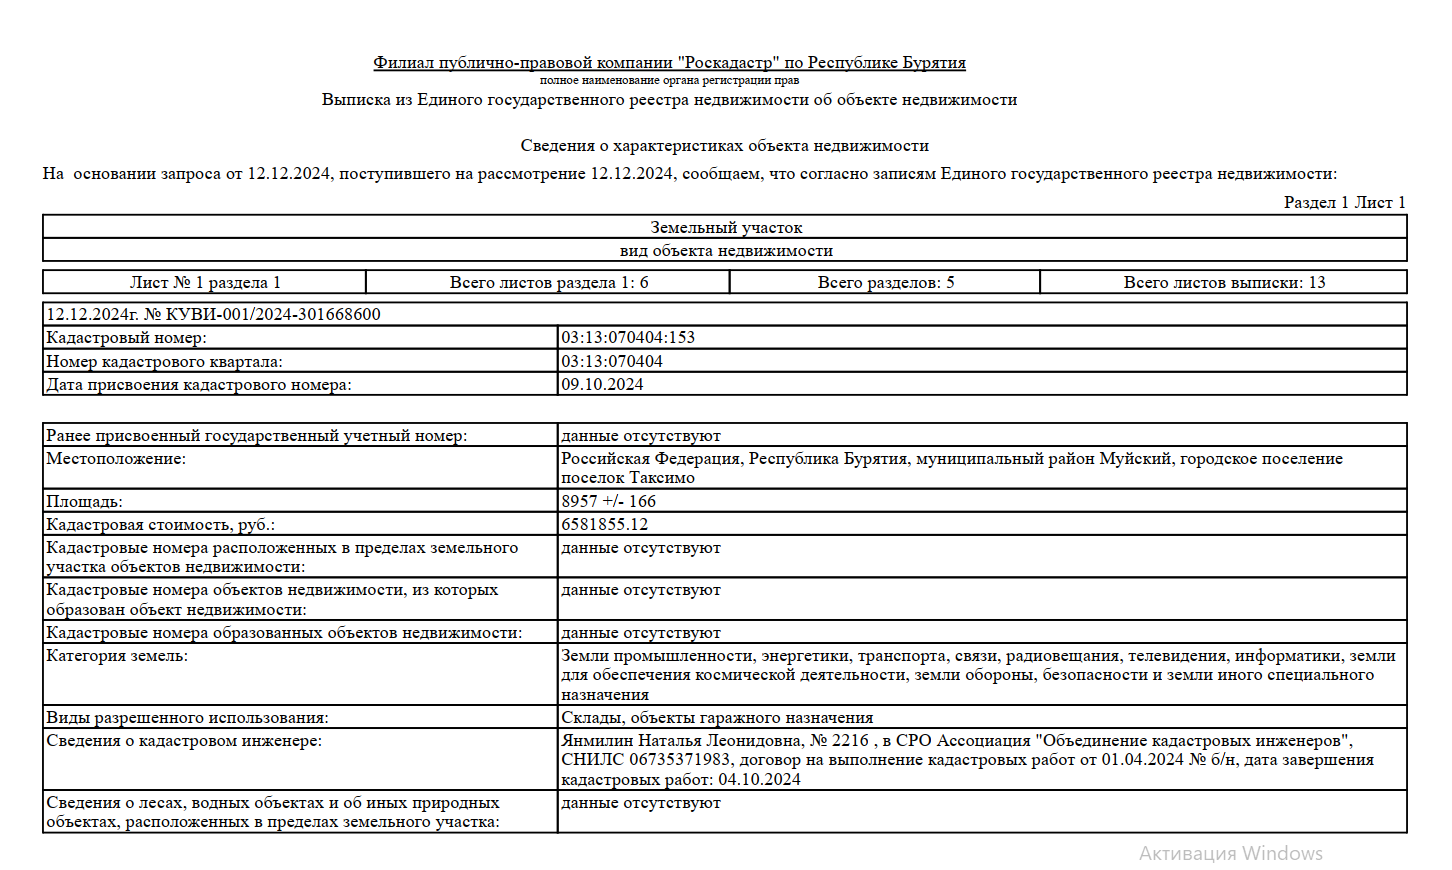 Филиал публично-правовой компании "Роскадастр" по Республике Бурятия
полное наименование органа регистрации прав
Выписка из Единого государственного реестра недвижимости об объекте недвижимости
Сведения о характеристиках объекта недвижимости
На основании запроса от 12.12.2024, поступившего на рассмотрение 12.12.2024, сообщаем, что согласно записям Единого государственного реестра недвижимости:
Раздел 1 Лист 1
Земельный участок
вид объекта недвижимости
Лист № 1 раздела 1 Всего листов раздела 1: 6 Всего разделов: 5 Всего листов выписки: 13
12.12.2024г. № КУВИ-001/2024-301668600
Кадастровый номер: 03:13:070404:153
Номер кадастрового квартала: 03:13:070404
Дата присвоения кадастрового номера: 09.10.2024
Ранее присвоенный государственный учетный номер: данные отсутствуют
Местоположение: Российская Федерация, Республика Бурятия, муниципальный район Муйский, городское поселение
поселок Таксимо
Площадь: 8957 +/- 166
Кадастровая стоимость, руб.: 6581855.12
Кадастровые номера расположенных в пределах земельного данные отсутствуют
участка объектов недвижимости:
Кадастровые номера объектов недвижимости, из которых данные отсутствуют
образован объект недвижимости:
Кадастровые номера образованных объектов недвижимости: данные отсутствуют
Категория земель: Земли промышленности, энергетики, транспорта, связи, радиовещания, телевидения, информатики, земли
для обеспечения космической деятельности, земли обороны, безопасности и земли иного специального
назначения
Виды разрешенного использования: Склады, объекты гаражного назначения
Сведения о кадастровом инженере: Янмилин Наталья Леонидовна, № 2216 , в СРО Ассоциация "Объединение кадастровых инженеров",
СНИЛС 06735371983, договор на выполнение кадастровых работ от 01.04.2024 № б/н, дата завершения
кадастровых работ: 04.10.2024
Сведения о лесах, водных объектах и об иных природных данные отсутствуют
объектах, расположенных в пределах земельного участка:
Активация Windows